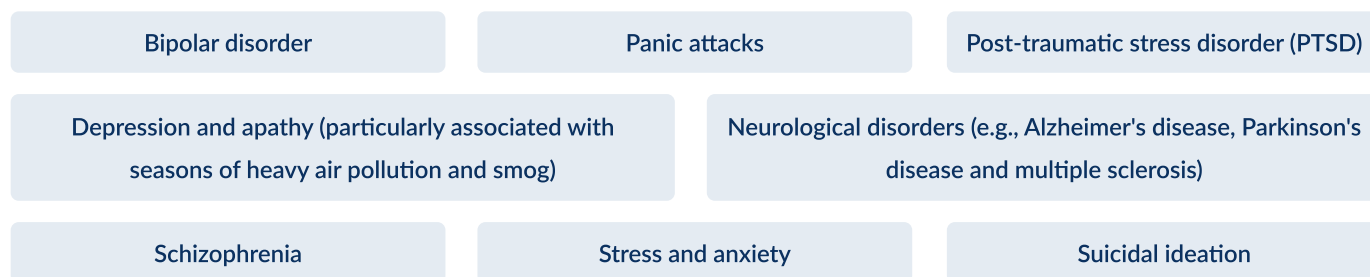 Bipolar disorder
Panic attacks
Post-traumatic stress disorder (PTSD)
Depression and apathy (particularly associated with
seasons of heavy air pollution and smog)
Neurological disorders (e.g., Alzheimer's disease, Parkinson's
disease and multiple sclerosis)
Schizophrenia
Stress and anxiety
Suicidal ideation